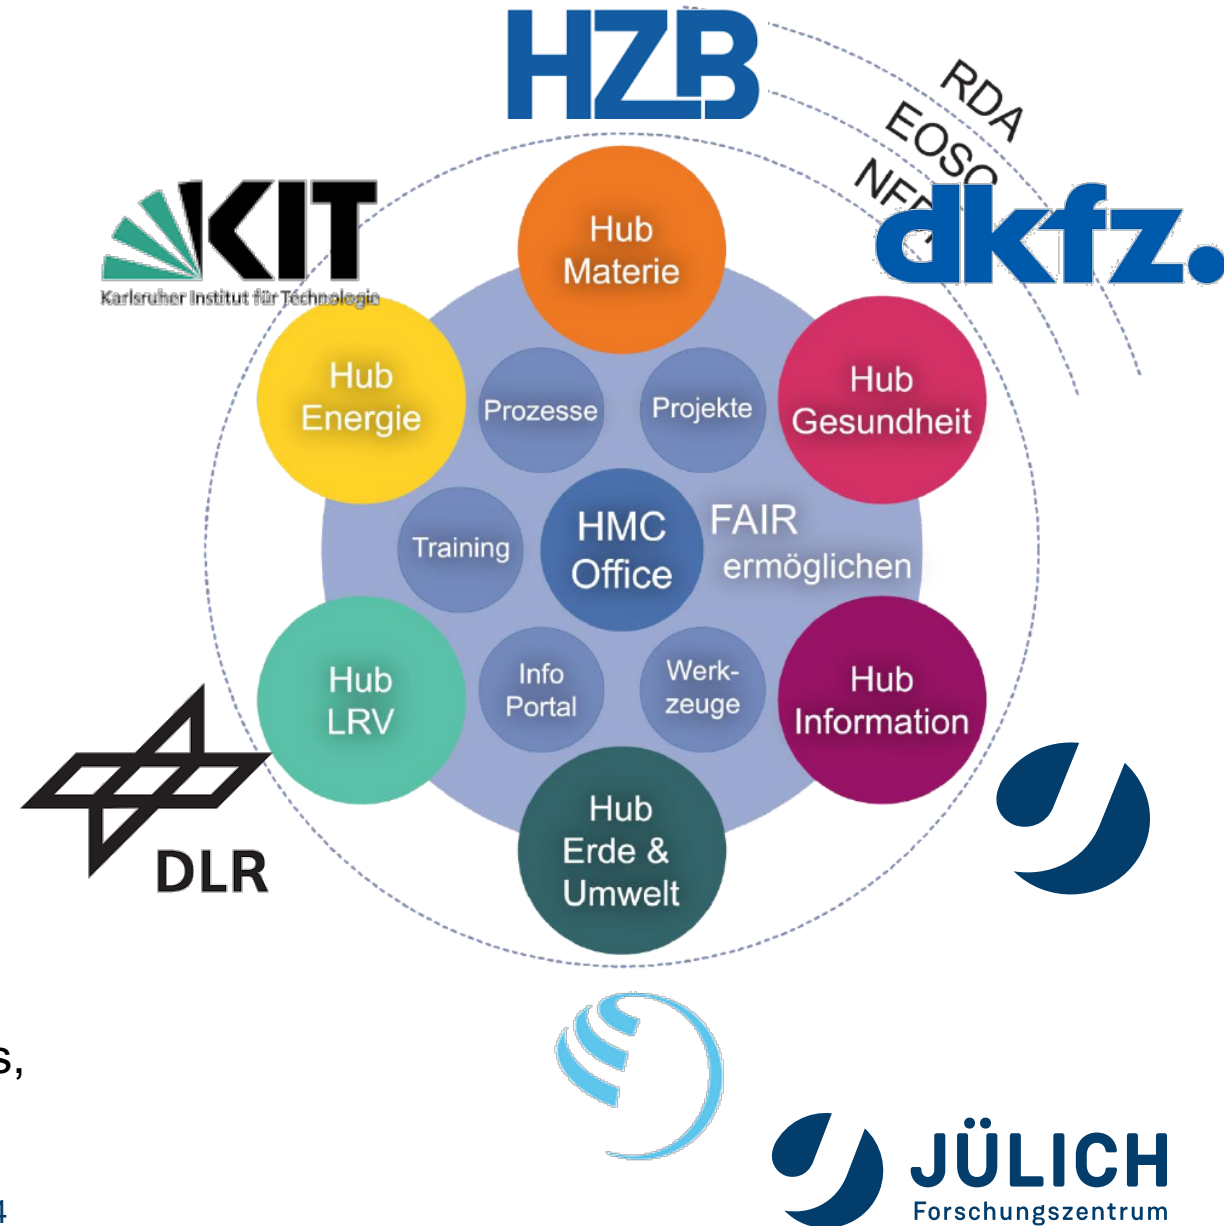 HZB
RDA
EOSC
dkfz.
KIT
Karlsruher Institut für Technologie
Hub
Materie
Hub
Energie
Prozesse
Projekte
Hub
Gesundheit
Training
HMC
Office
FAIR
ermöglichen
Hub
LRV
Info
Portal
Werk-
zeuge
Hub
Information
Hub
Erde &
Umwelt
DLR
s,
JÜLICH
Forschungszentrum
4